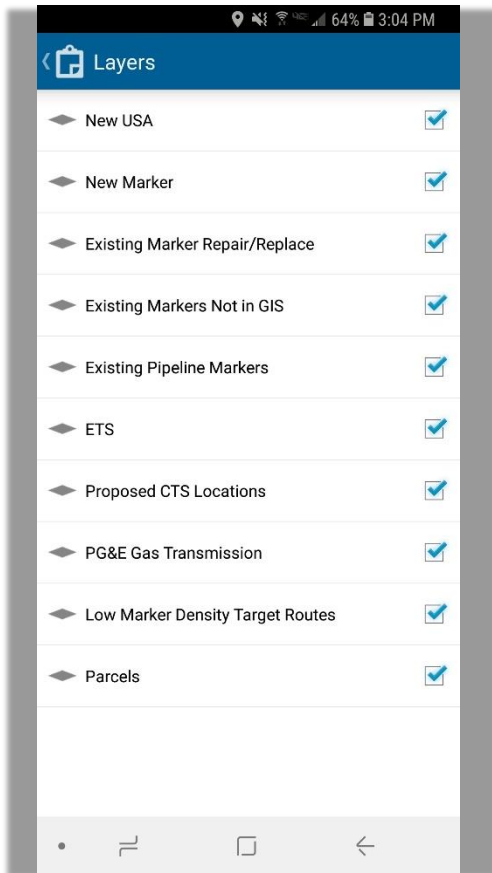 64% 3:04 PM
Layers
New USA
New Marker
Existing Marker Repair/Replace
Existing Markers Not in GIS
Existing Pipeline Markers
ETS
Proposed CTS Locations
PG&E Gas Transmission
Low Marker Density Target Routes
Parcels